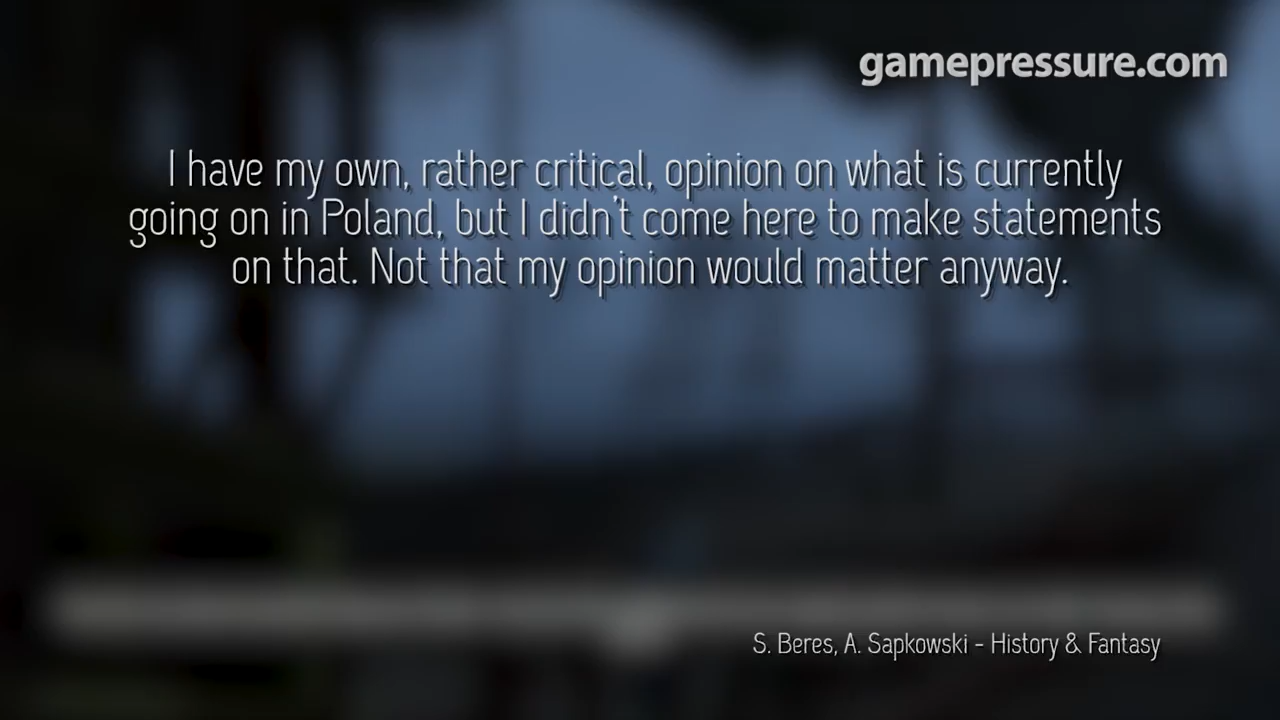 gamepressure.com
I have my own, rather critical, opinion on what is currently
going on in Poland, but I didn't come here to make statements
on that. Not that my opinion would matter anyway.
S. Beres, A. Sapkowski - History & Fantasy